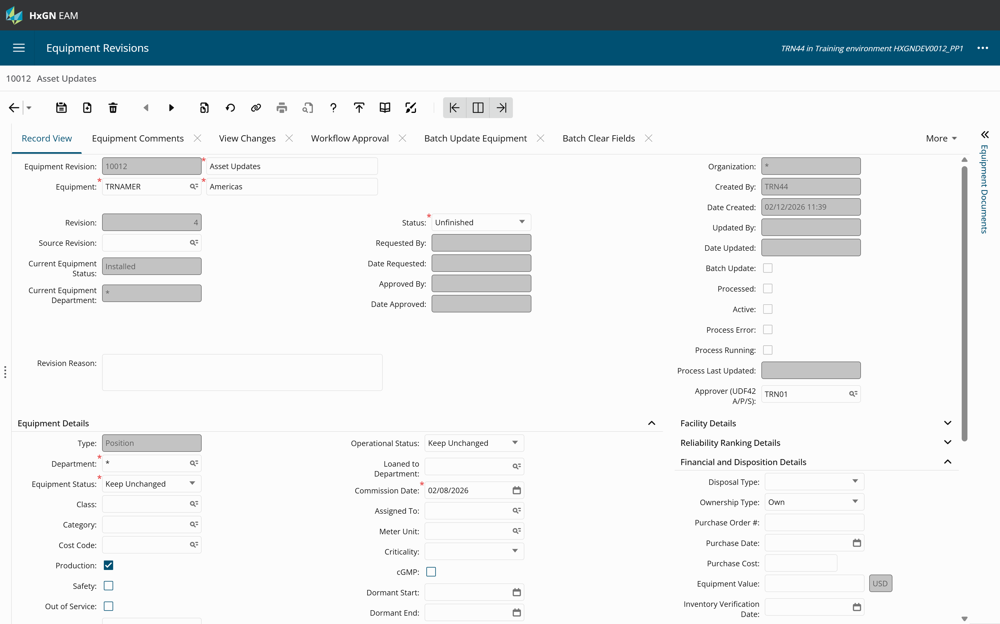 HxGN EAM
Equipment Revisions
TRN44 in Training environment HXGNDEV0012_PP1
10012 Asset Updates
Record View
Equipment Comments
View Changes
Workflow Approval
Batch Update Equipment
Batch Clear Fields
More
Equipment Documents
Equipment Revision: 10012 * Asset Updates
Equipment: * TRNAMER * Americas
Revision: 4
Source Revision:
Current Equipment
Status: Installed
Current Equipment
Department: *
Status: * Unfinished
Requested By:
Date Requested:
Approved By:
Date Approved:
Revision Reason:
Organization: *
Created By: TRN44
Date Created: 02/12/2026 11:39
Updated By:
Date Updated:
Batch Update:
Processed:
Active:
Process Error:
Process Running:
Process Last Updated:
Approver (UDF42
A/P/S): TRN01
Equipment Details
Type: Position
Department: * *
Equipment Status: * Keep Unchanged
Class:
Category:
Cost Code:
Production:
Safety:
Out of Service:
Operational Status: Keep Unchanged
Loaned to
Department:
Commission Date: * 02/08/2026
Assigned To:
Meter Unit:
Criticality:
cGMP:
Dormant Start:
Dormant End:
Facility Details
Reliability Ranking Details
Financial and Disposition Details
Disposal Type:
Ownership Type: Own
Purchase Order #:
Purchase Date:
Purchase Cost:
Equipment Value: USD
Inventory Verification
Date: